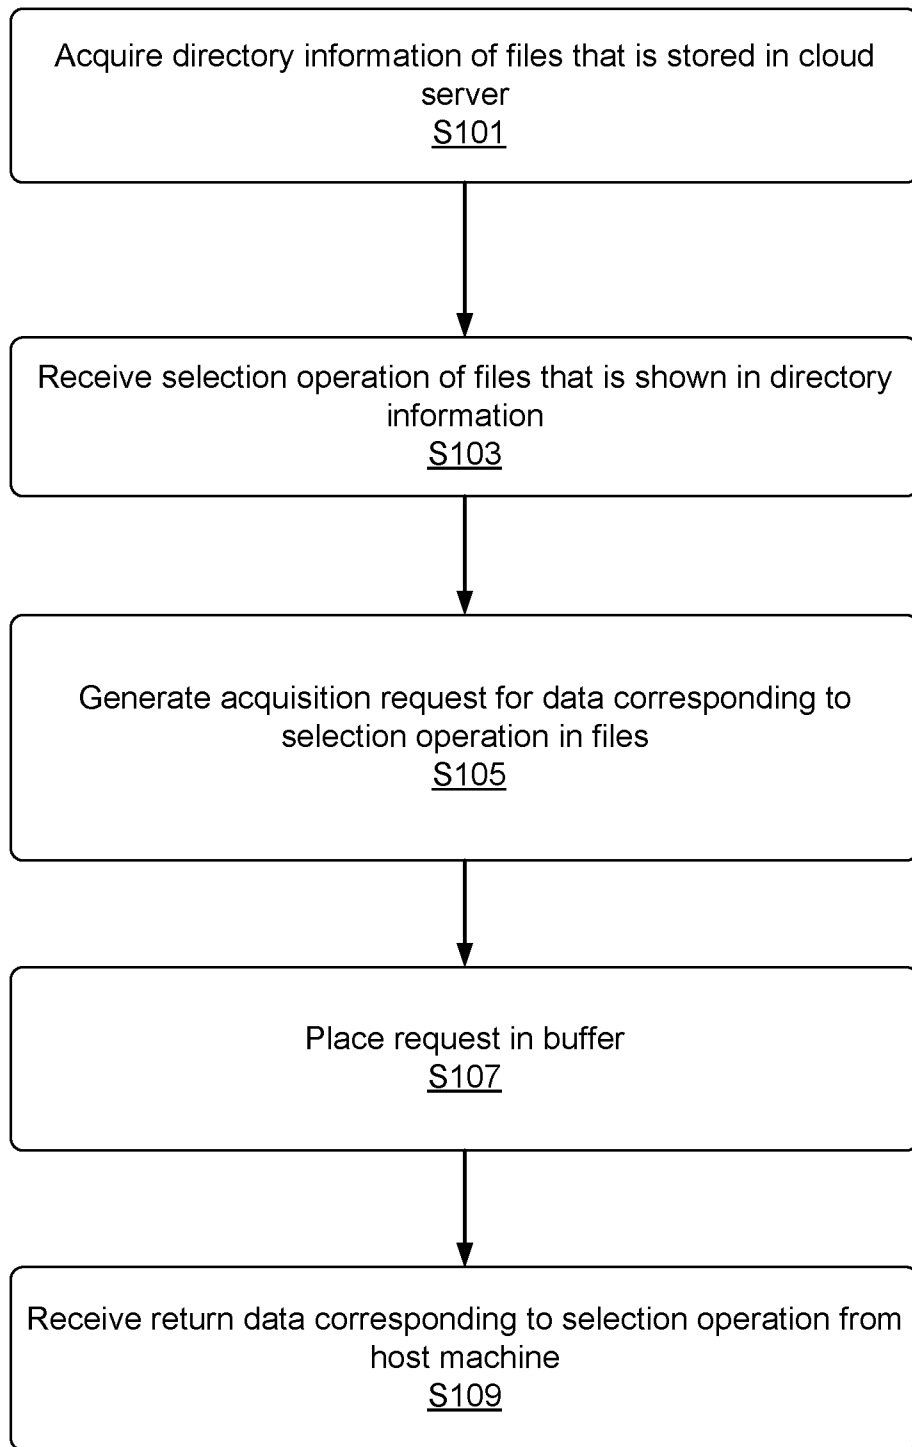 Acquire directory information of files that is stored in cloud
server
S101
Receive selection operation of files that is shown in directory
information
S103
Generate acquisition request for data corresponding to
selection operation in files
S105
Place request in buffer
S107
Receive return data corresponding to selection operation from
host machine
S109